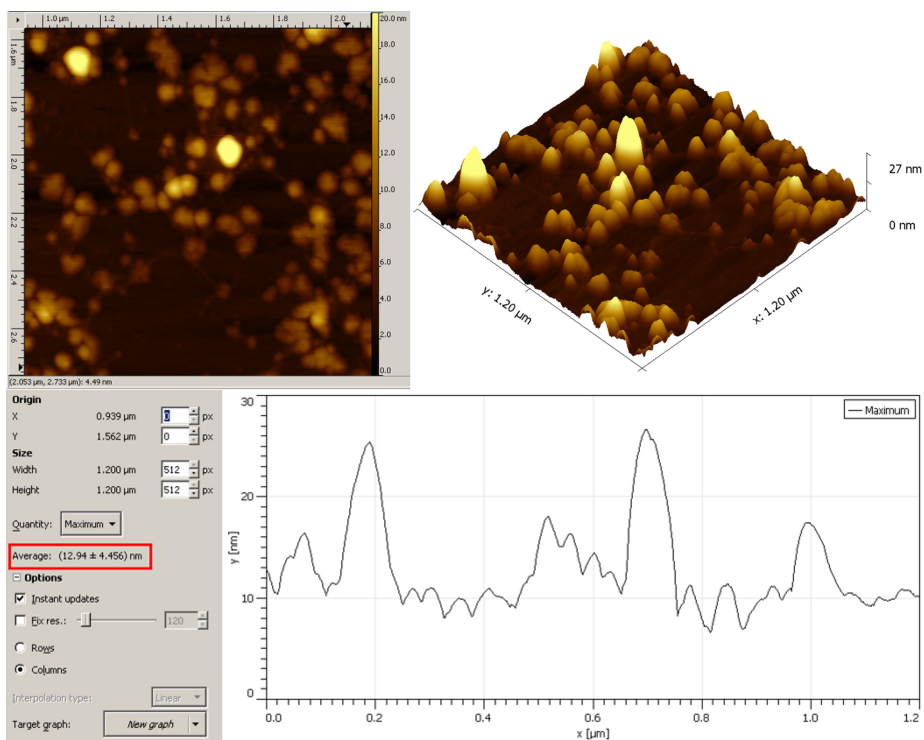 1.0 µm 1.2 1.4 1.6 1.8 2.0
1.6 µm
1.8
2.0
2.2
2.4
2.6
20.0 nm
18.0
16.0
14.0
12.0
10.0
8.0
6.0
4.0
2.0
0.0
(2.053 µm, 2.733 µm): 4.49 nm
27 nm
0 nm
y: 1.20 µm
x: 1.20 µm
Origin
X 0.939 µm 0 px
Y 1.562 µm 0 px
Size
Width 1.200 µm 512 px
Height 1.200 µm 512 px
Quantity: Maximum
Average: (12.94 ± 4.456) nm
Options
Instant updates
Fix res.: 120
Rows
Columns
Interpolation type: Linear
Target graph: New graph
Maximum
30
20
10
0
y [nm]
0.0 0.2 0.4 0.6 0.8 1.0 1.2
x [µm]